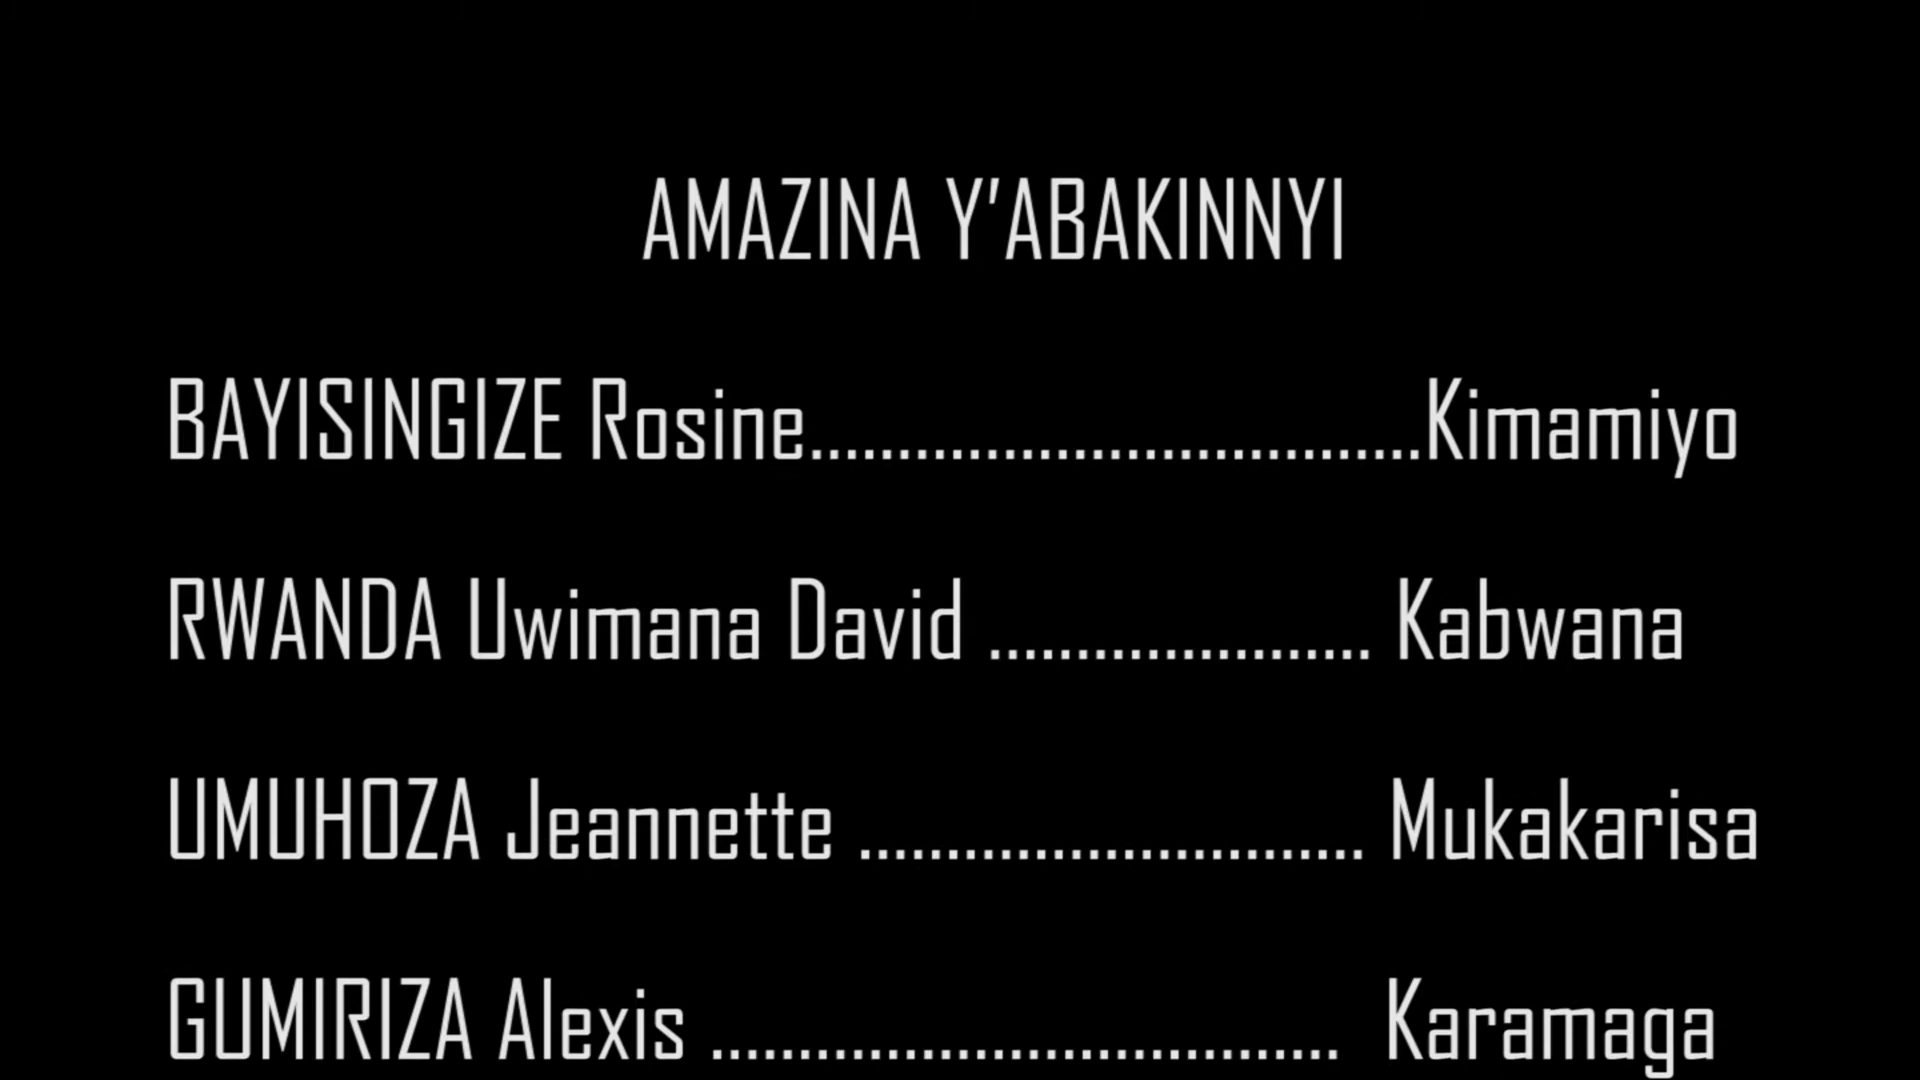 AMAZINA Y'ABAKINNYI
BAYISINGIZE Rosine...................................Kimamiyo
RWANDA Uwimana David ...................... Kabwana
UMUHOZA Jeannette ............................. Mukakarisa
GUMIRIZA Alexis .................................... Karamaga